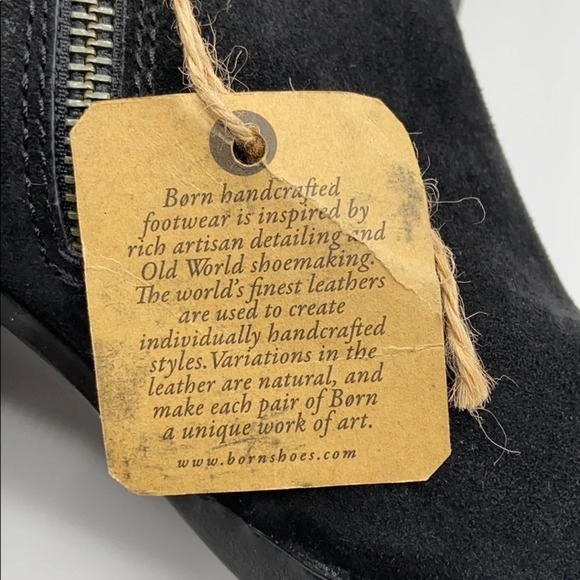 Børn handcrafted
footwear is inspired by
rich artisan detailing and
Old World shoemaking.
The world's finest leathers
are used to create
individually handcrafted
styles. Variations in the
leather are natural, and
make each pair of Børn
a unique work of art.
www.bornshoes.com